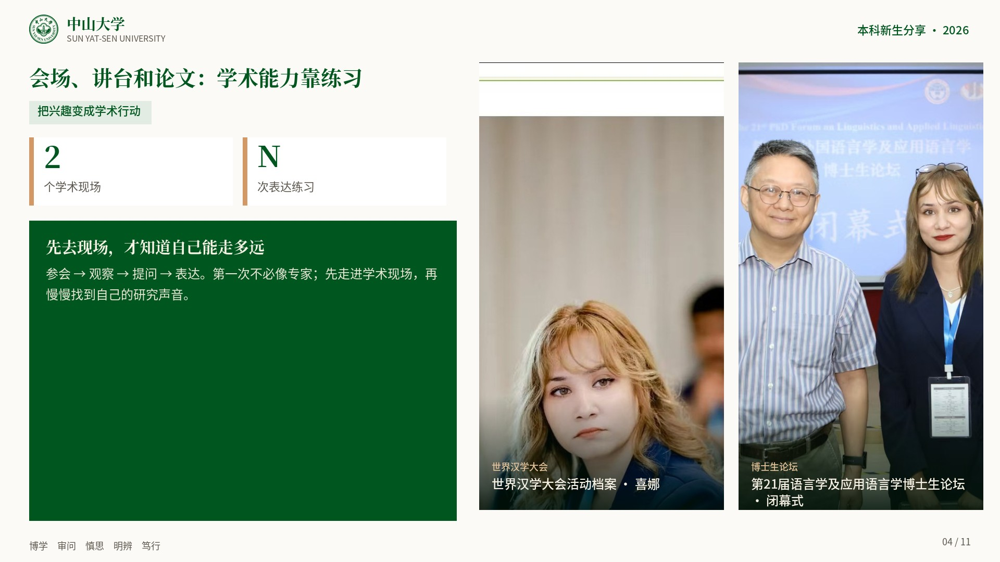 中山大学
SUN YAT-SEN UNIVERSITY
本科新生分享 · 2026
会场、讲台和论文：学术能力靠练习
把兴趣变成学术行动
2
个学术现场
N
次表达练习
先去现场，才知道自己能走多远
参会 → 观察 → 提问 → 表达。第一次不必像专家；先走进学术现场，再
慢慢找到自己的研究声音。
世界汉学大会
世界汉学大会活动档案 · 喜娜
21st PhD Forum on Linguistics and Applied
外国语言学及应用语言学
博士生论坛
闭幕式
博士生论坛
第21届语言学及应用语言学博士生论坛
· 闭幕式
博学 审问 慎思 明辨 笃行
04 / 11